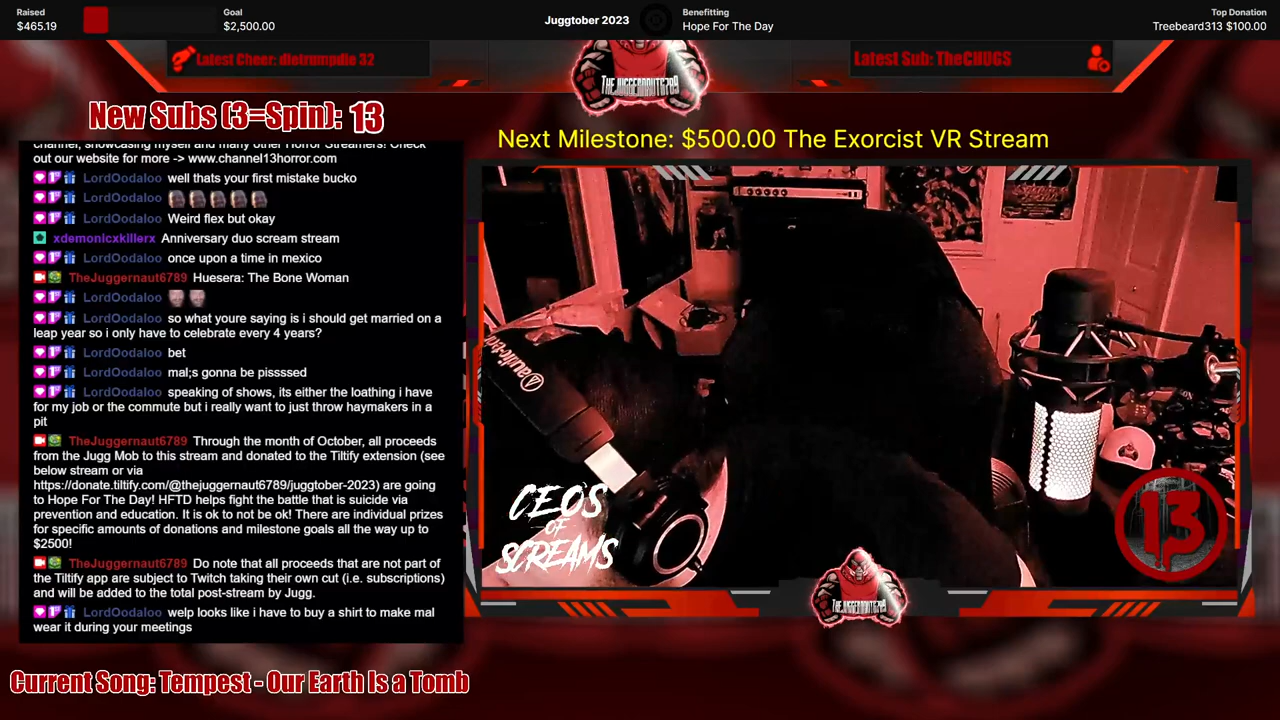 Raised
$465.19
Goal
$2,500.00
Juggtober 2023
Benefitting
Hope For The Day
Top Donation
Treebeard313 $100.00
Latest Cheer: dietrumpdie 32
THEJUGGERNAUT6789
Latest Sub: TheCHUGS
New Subs (3=Spin): 13
Next Milestone: $500.00 The Exorcist VR Stream
channel, showcasing myself and many other Horror Streamers! Check
out our website for more -> www.channel13horror.com
LordOodaloo well thats your first mistake bucko
LordOodaloo
LordOodaloo Weird flex but okay
xdemonicxkillerx Anniversary duo scream stream
LordOodaloo once upon a time in mexico
TheJuggernaut6789 Huesera: The Bone Woman
LordOodaloo
LordOodaloo so what youre saying is i should get married on a
leap year so i only have to celebrate every 4 years?
LordOodaloo bet
LordOodaloo mal;s gonna be pissssed
LordOodaloo speaking of shows, its either the loathing i have
for my job or the commute but i really want to just throw haymakers in a
pit
TheJuggernaut6789 Through the month of October, all proceeds
from the Jugg Mob to this stream and donated to the Tiltify extension (see
below stream or via
https://donate.tiltify.com/@thejuggernaut6789/juggtober-2023) are going
to Hope For The Day! HFTD helps fight the battle that is suicide via
prevention and education. It is ok to not be ok! There are individual prizes
for specific amounts of donations and milestone goals all the way up to
$2500!
TheJuggernaut6789 Do note that all proceeds that are not part of
the Tiltify app are subject to Twitch taking their own cut (i.e. subscriptions)
and will be added to the total post-stream by Jugg.
LordOodaloo welp looks like i have to buy a shirt to make mal
wear it during your meetings
audio-technica
CEO'S
OF
SCREAMS
13
THEJUGGERNAUT6789
Current Song: Tempest - Our Earth Is a Tomb